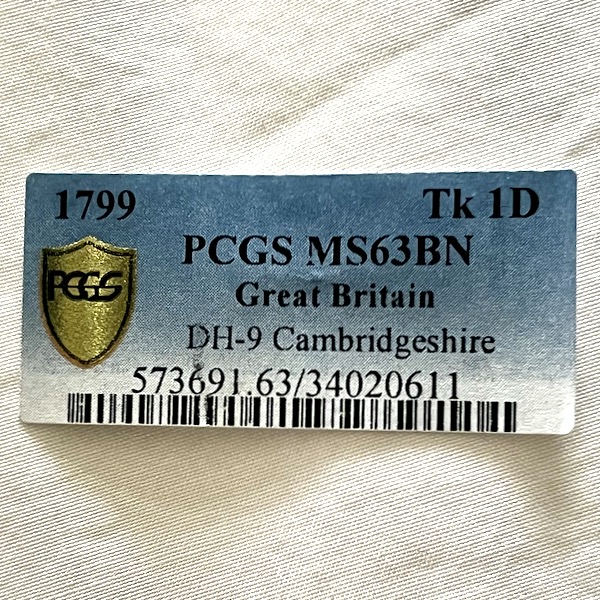 1799 Tk 1D
PCGS MS63BN
Great Britain
PCGS
DH-9 Cambridgeshire
573691.63/34020611